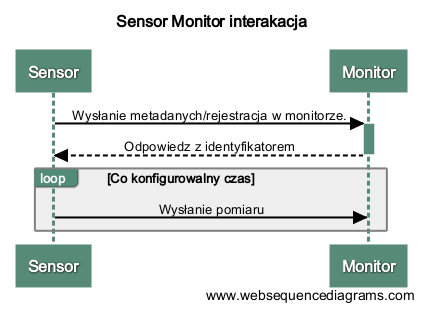 Sensor Monitor interakacja
Sensor Monitor
Wysłanie metadanych/rejestracja w monitorze.
Odpowiedz z identyfikatorem
loop [Co konfigurowalny czas]
Wysłanie pomiaru
Sensor Monitor
www.websequencediagrams.com